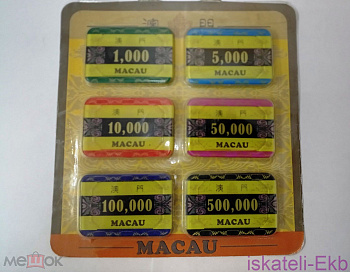 澳 門
澳 門
1,000
MACAU
澳 門
5,000
MACAU
澳 門
10,000
MACAU
澳 門
50,000
MACAU
澳 門
100,000
MACAU
澳 門
500,000
MACAU
MACAU
мешок
iskateli-Ekb